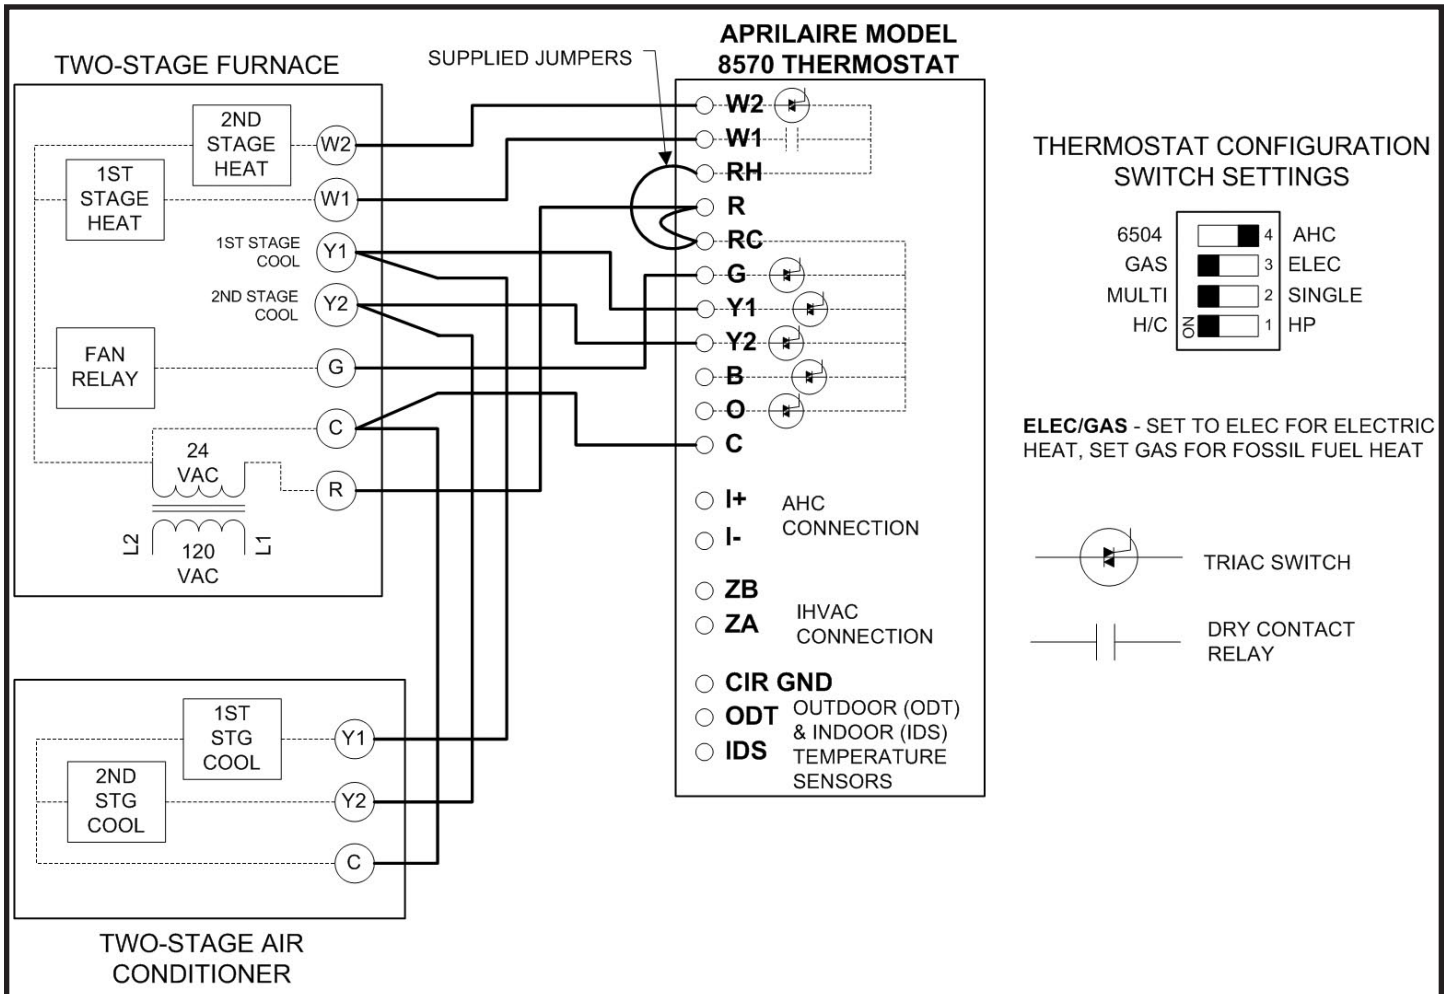 TWO-STAGE FURNACE
2ND
STAGE
HEAT
W2
1ST
STAGE
HEAT
W1
1ST STAGE
COOL
Y1
2ND STAGE
COOL
Y2
FAN
RELAY
G
C
24
VAC
R
L2
120
VAC
L1
SUPPLIED JUMPERS
APRILAIRE MODEL
8570 THERMOSTAT
W2
W1
RH
R
RC
G
Y1
Y2
B
O
C
I+
I-
AHC
CONNECTION
ZB
ZA
IHVAC
CONNECTION
CIR GND
ODT
IDS
OUTDOOR (ODT)
& INDOOR (IDS)
TEMPERATURE
SENSORS
THERMOSTAT CONFIGURATION
SWITCH SETTINGS
6504 4 AHC
GAS 3 ELEC
MULTI 2 SINGLE
H/C ON 1 HP
ELEC/GAS - SET TO ELEC FOR ELECTRIC
HEAT, SET GAS FOR FOSSIL FUEL HEAT
TRIAC SWITCH
DRY CONTACT
RELAY
1ST
STG
COOL
Y1
2ND
STG
COOL
Y2
C
TWO-STAGE AIR
CONDITIONER